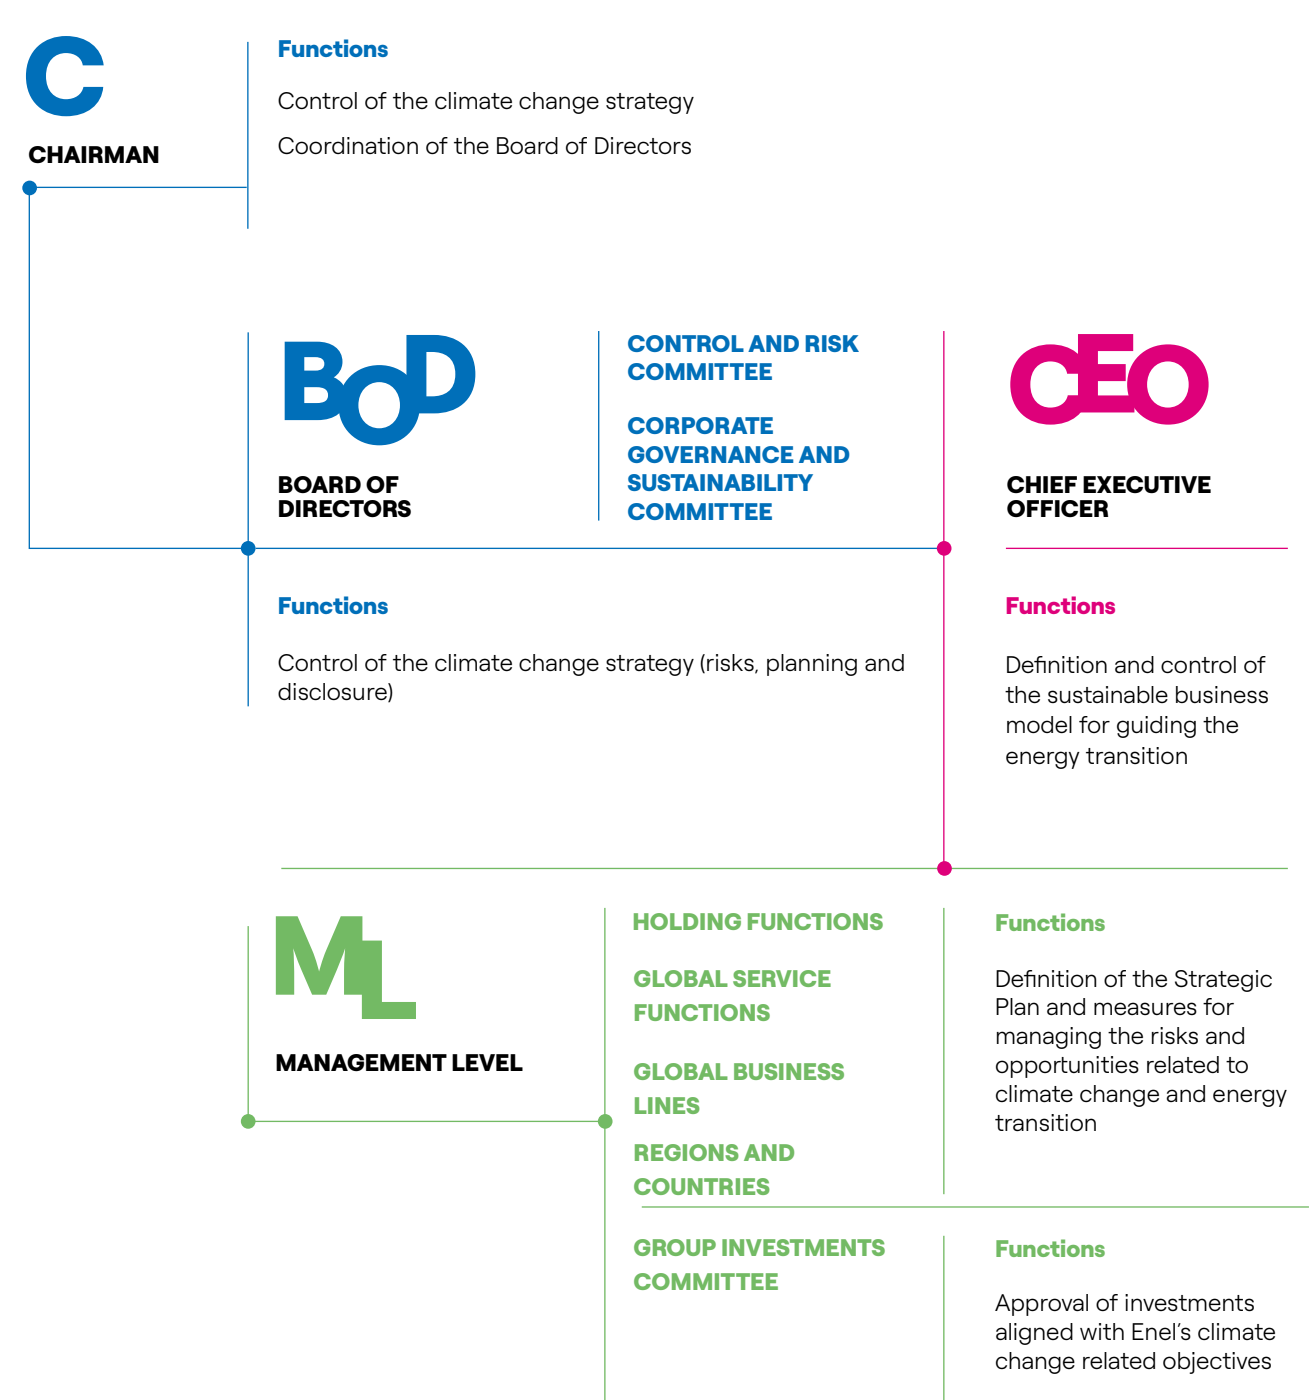 C
CHAIRMAN
Functions
Control of the climate change strategy
Coordination of the Board of Directors
BOD
BOARD OF
DIRECTORS
CONTROL AND RISK
COMMITTEE
CORPORATE
GOVERNANCE AND
SUSTAINABILITY
COMMITTEE
Functions
Control of the climate change strategy (risks, planning and
disclosure)
CEO
CHIEF EXECUTIVE
OFFICER
Functions
Definition and control of
the sustainable business
model for guiding the
energy transition
ML
MANAGEMENT LEVEL
HOLDING FUNCTIONS
GLOBAL SERVICE
FUNCTIONS
GLOBAL BUSINESS
LINES
REGIONS AND
COUNTRIES
Functions
Definition of the Strategic
Plan and measures for
managing the risks and
opportunities related to
climate change and energy
transition
GROUP INVESTMENTS
COMMITTEE
Functions
Approval of investments
aligned with Enel’s climate
change related objectives